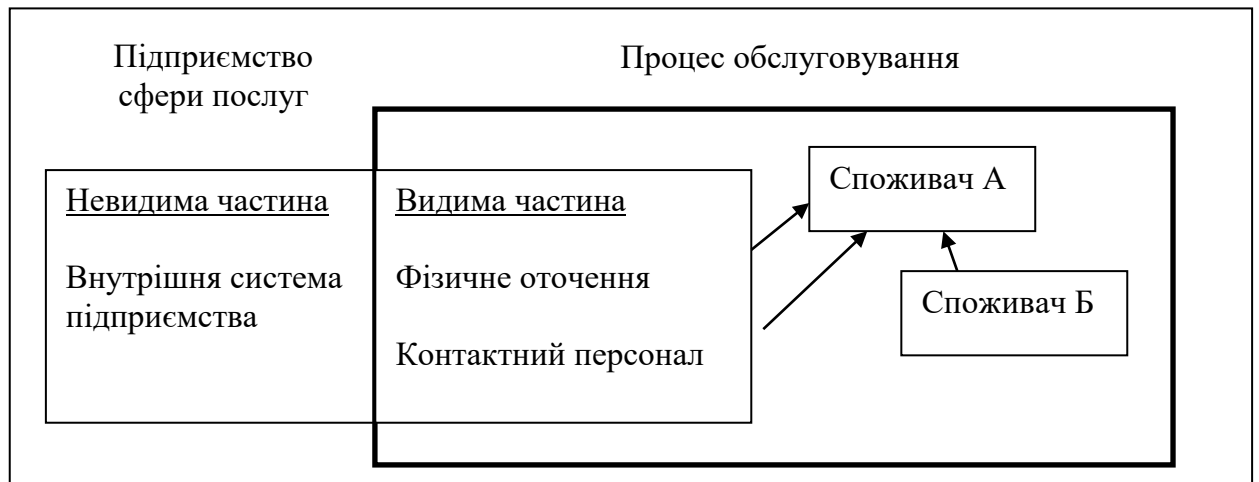 Підприємство
сфери послуг
Процес обслуговування
Невидима частина
Внутрішня система
підприємства
Видима частина
Фізичне оточення
Контактний персонал
Споживач А
Споживач Б